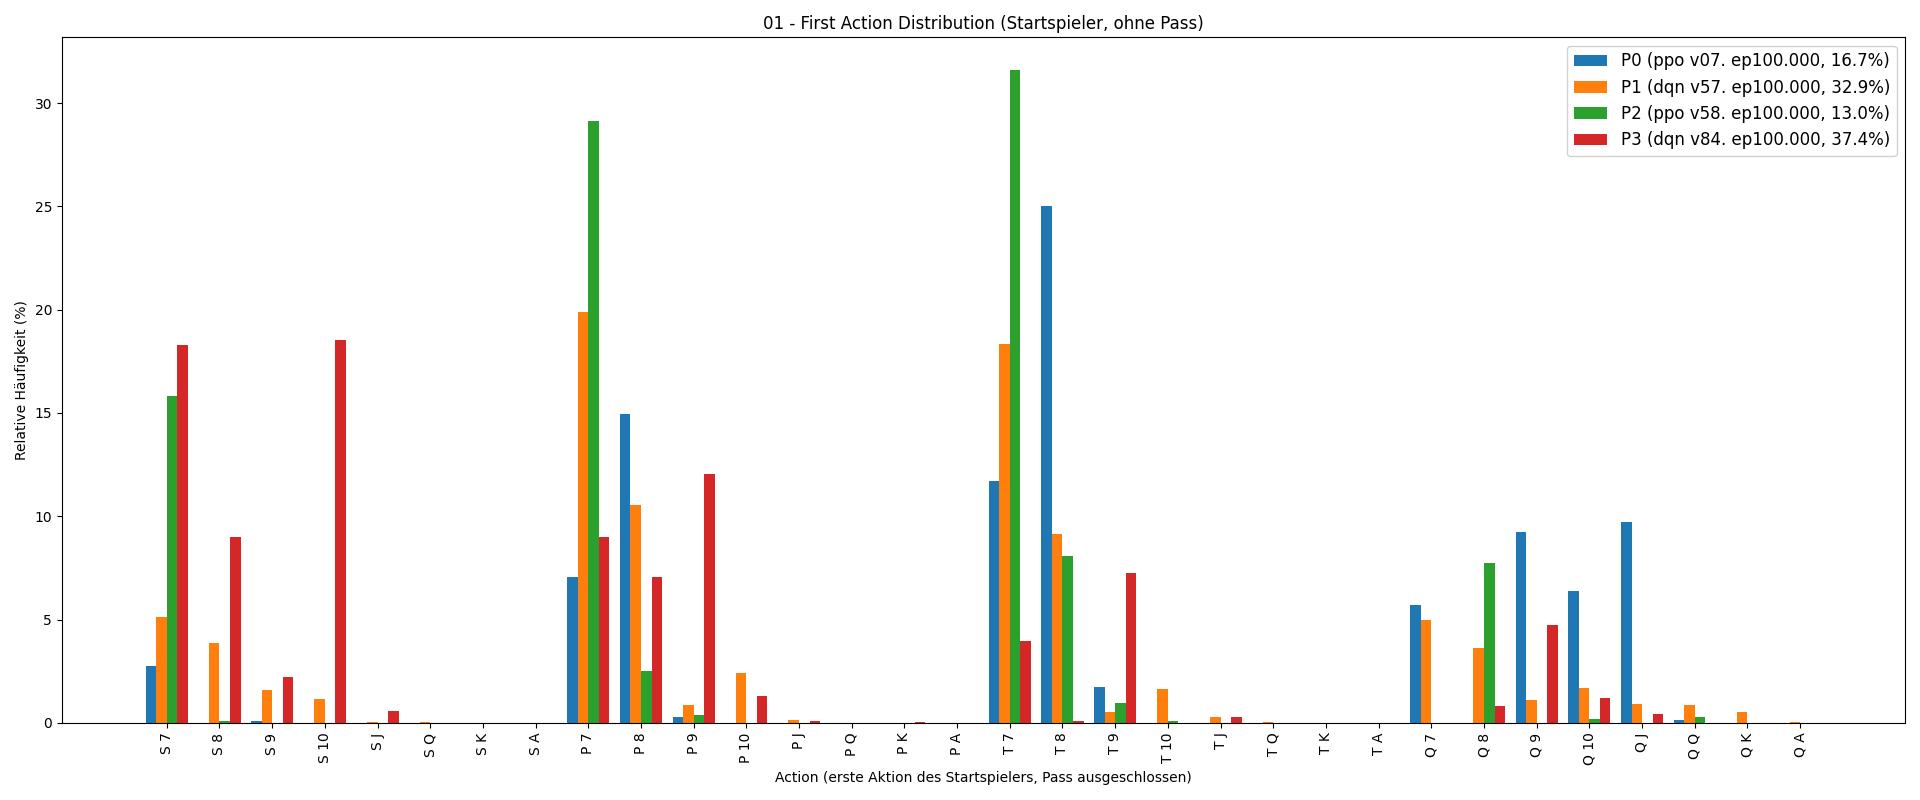 01 - First Action Distribution (Startspieler, ohne Pass)
P0 (ppo v07. ep100.000, 16.7%)
P1 (dqn v57. ep100.000, 32.9%)
P2 (ppo v58. ep100.000, 13.0%)
P3 (dqn v84. ep100.000, 37.4%)
Relative Häufigkeit (%)
30
25
20
15
10
5
0
S 7
S 8
S 9
S 10
S J
S Q
S K
S A
P 7
P 8
P 9
P 10
P J
P Q
P K
P A
T 7
T 8
T 9
T 10
T J
T Q
T K
T A
Q 7
Q 8
Q 9
Q 10
Q J
Q Q
Q K
Q A
Action (erste Aktion des Startspielers, Pass ausgeschlossen)